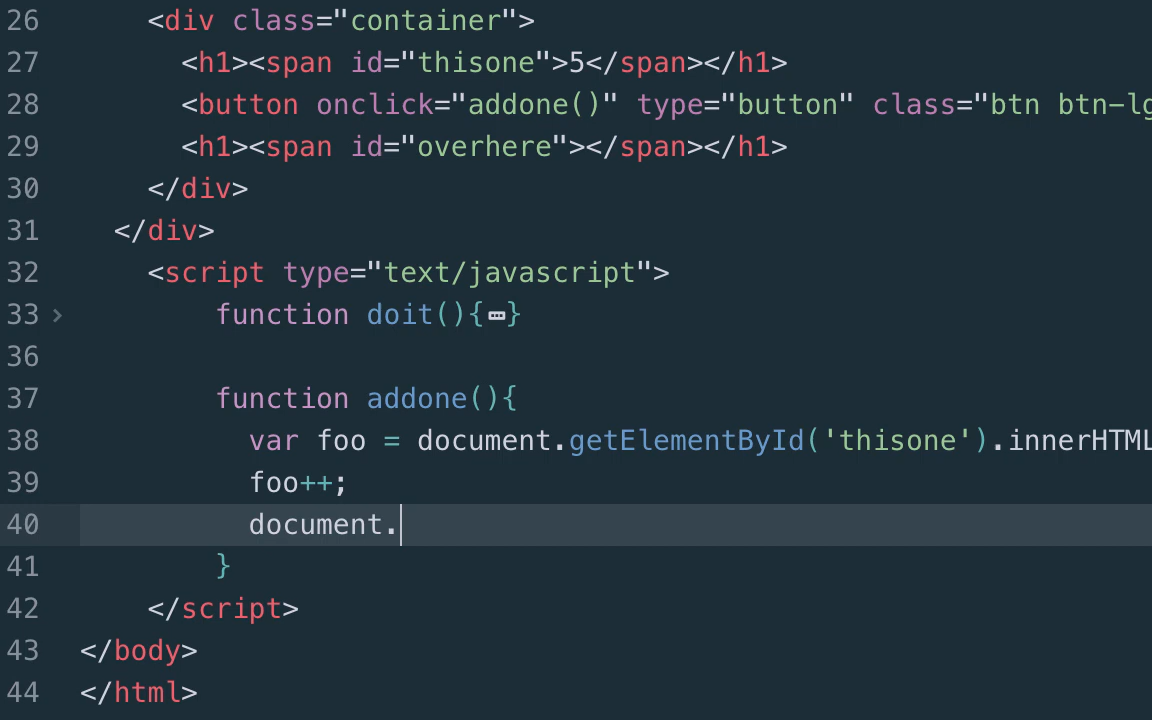 26 <div class="container">
27 <h1><span id="thisone">5</span></h1>
28 <button onclick="addone()" type="button" class="btn btn-lg
29 <h1><span id="overhere"></span></h1>
30 </div>
31 </div>
32 <script type="text/javascript">
33 function doit(){…}
36
37 function addone(){
38 var foo = document.getElementById('thisone').innerHTML
39 foo++;
40 document.
41 }
42 </script>
43 </body>
44 </html>